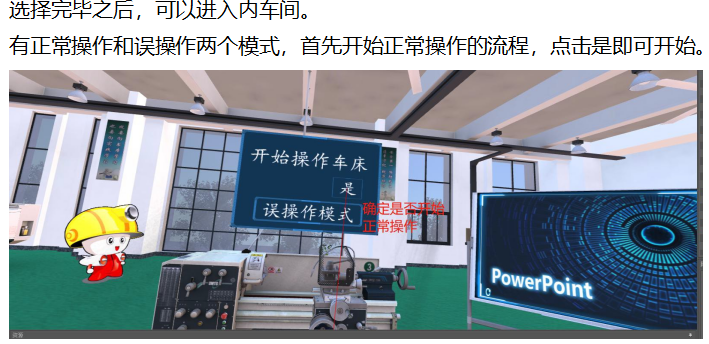 选择完毕之后，可以进入内车间。
有正常操作和误操作两个模式，首先开始正常操作的流程，点击是即可开始。
开始操作车床
是
误操作模式
确定是否开始
正常操作
PowerPoint